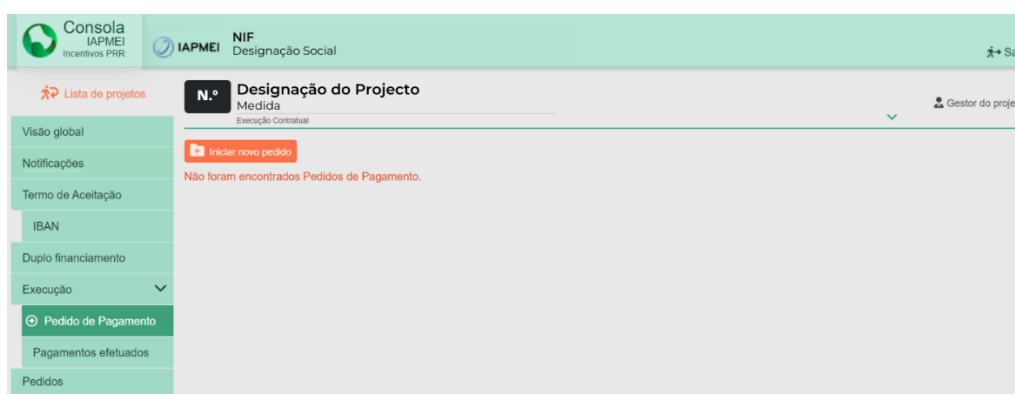 Consola
IAPMEI
Incentivos PRR
IAPMEI
NIF
Designação Social
Lista de projetos
N.º
Designação do Projecto
Medida
Execução Contratual
Gestor do proje
Visão global
Iniciar novo pedido
Notificações
Não foram encontrados Pedidos de Pagamento.
Termo de Aceitação
IBAN
Duplo financiamento
Execução
Pedido de Pagamento
Pagamentos efetuados
Pedidos